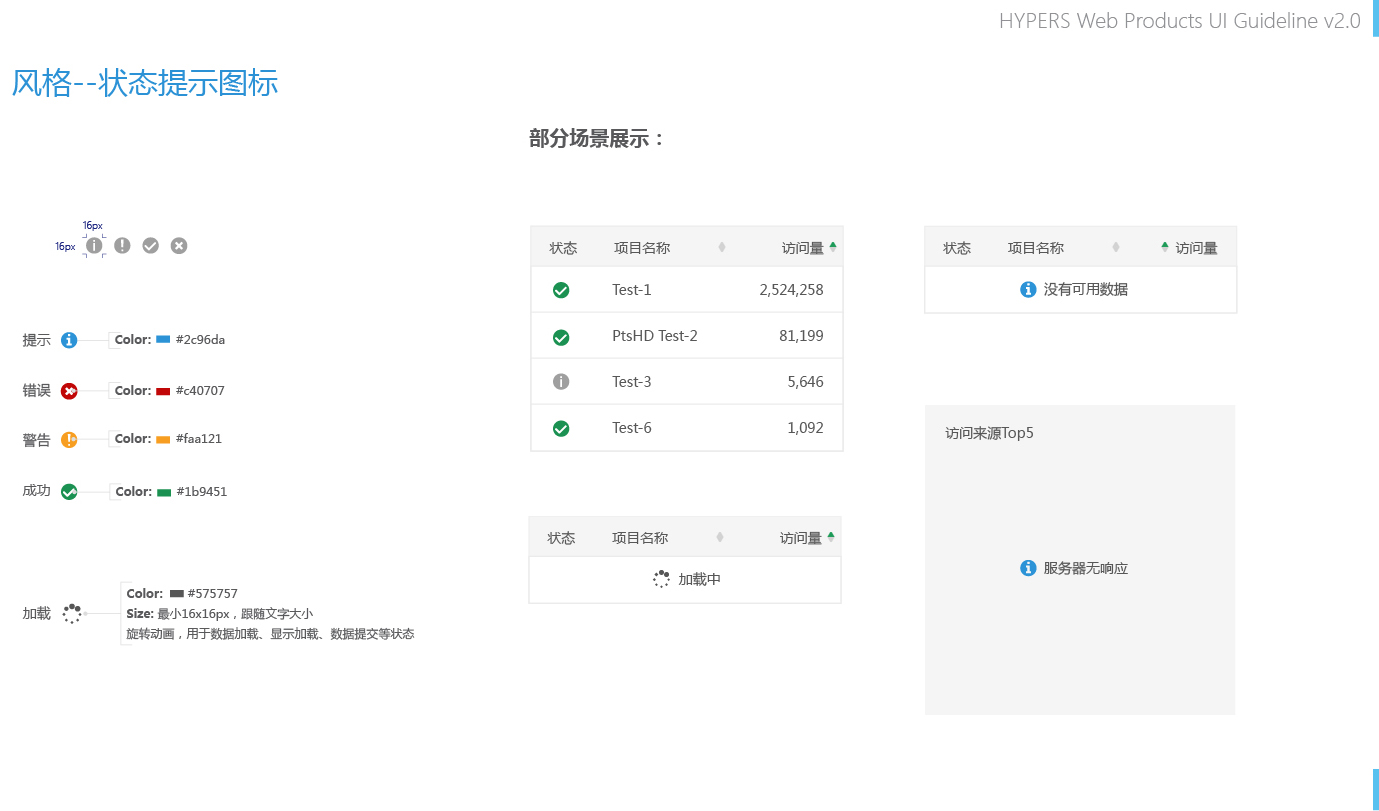 HYPERS Web Products UI Guideline v2.0
风格--状态提示图标
部分场景展示：
16px
16px
提示
Color: #2c96da
错误
Color: #c40707
警告
Color: #faa121
成功
Color: #1b9451
加载
Color: #575757
Size: 最小16x16px，跟随文字大小
旋转动画，用于数据加载、显示加载、数据提交等状态
状态 项目名称 访问量
Test-1 2,524,258
PtsHD Test-2 81,199
Test-3 5,646
Test-6 1,092
状态 项目名称 访问量
加载中
状态 项目名称 访问量
没有可用数据
访问来源Top5
服务器无响应